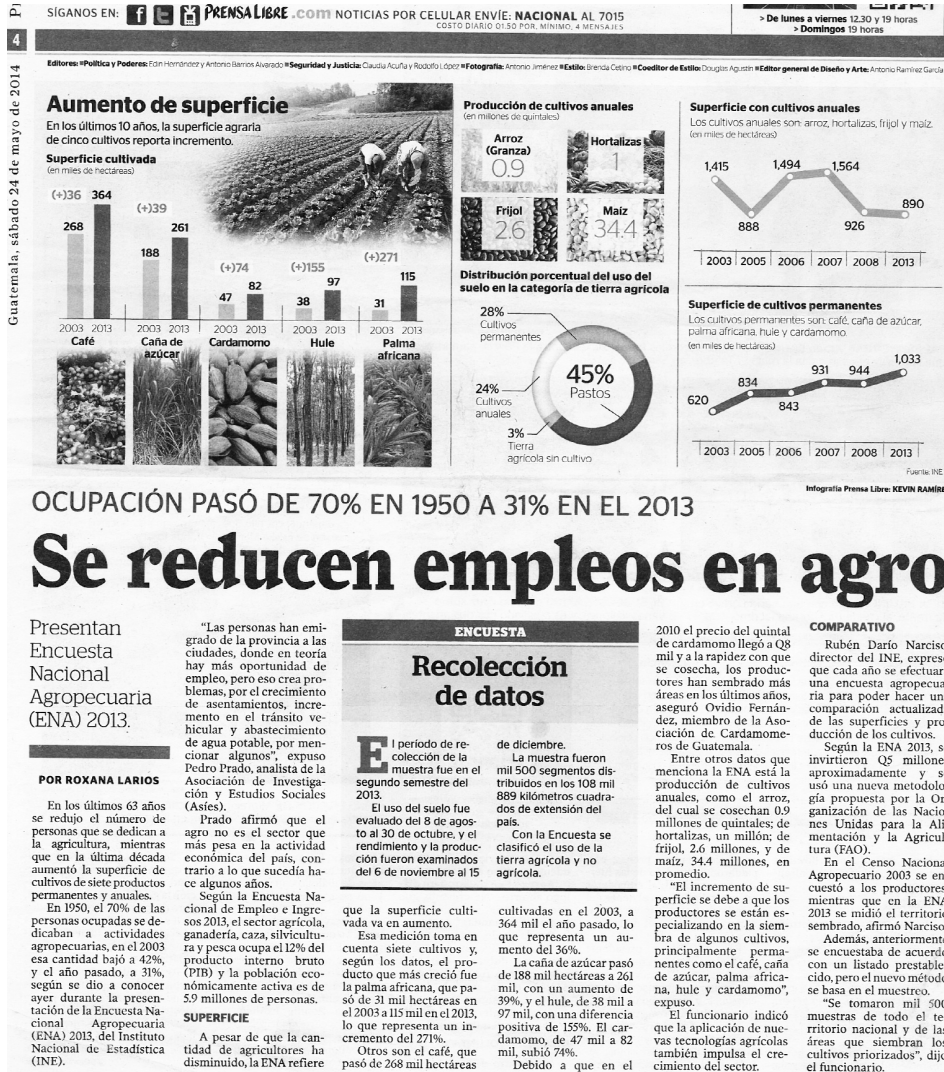 SÍGANOS EN:
PRENSA LIBRE.com NOTICIAS POR CELULAR ENVÍE: NACIONAL AL 7015
COSTO DIARIO Q1.50 POR, MÍNIMO, 4 MENSAJES
> De lunes a viernes 12.30 y 19 horas
> Domingos 19 horas
4
Guatemala, sábado 24 de mayo de 2014
Editores: ■Política y Poderes: Edin Hernández y Antonio Barrios Alvarado ■Seguridad y Justicia: Claudia Acuña y Rodolfo López ■Fotografía: Antonio Jiménez ■Estilo: Brenda Cetino ■Coeditor de Estilo: Douglas Agustín ■Editor general de Diseño y Arte: Antonio Ramírez García
Aumento de superficie
En los últimos 10 años, la superficie agraria
de cinco cultivos reporta incremento.
Superficie cultivada
(en miles de hectáreas)
(+)36
268
364
2003 2013
Café
(+)39
188
261
2003 2013
Caña de
azúcar
(+)74
47
82
2003 2013
Cardamomo
(+)155
38
97
2003 2013
Hule
(+)271
31
115
2003 2013
Palma
africana
Producción de cultivos anuales
(en millones de quintales)
Arroz
(Granza)
0.9
Hortalizas
1
Frijol
2.6
Maíz
34.4
Distribución porcentual del uso del
suelo en la categoría de tierra agrícola
28%
Cultivos
permanentes
24%
Cultivos
anuales
3%
Tierra
agrícola sin cultivo
45%
Pastos
Superficie con cultivos anuales
Los cultivos anuales son: arroz, hortalizas, frijol y maíz.
(en miles de hectáreas)
1,415
888
1,494
1,564
926
890
2003 2005 2006 2007 2008 2013
Superficie de cultivos permanentes
Los cultivos permanentes son: café, caña de azúcar,
palma africana, hule y cardamomo.
(en miles de hectáreas)
620
834
843
931
944
1,033
2003 2005 2006 2007 2008 2013
Fuente: INE
Infografía Prensa Libre: KEVIN RAMÍRE
OCUPACIÓN PASÓ DE 70% EN 1950 A 31% EN EL 2013
Se reducen empleos en agro
Presentan
Encuesta
Nacional
Agropecuaria
(ENA) 2013.
POR ROXANA LARIOS
En los últimos 63 años
se redujo el número de
personas que se dedican a
la agricultura, mientras
que en la última década
aumentó la superficie de
cultivos de siete productos
permanentes y anuales.
En 1950, el 70% de las
personas ocupadas se de-
dicaban a actividades
agropecuarias, en el 2003
esa cantidad bajó a 42%,
y el año pasado, a 31%,
según se dio a conocer
ayer durante la presen-
tación de la Encuesta Na-
cional Agropecuaria
(ENA) 2013, del Instituto
Nacional de Estadística
(INE).
"Las personas han emi-
grado de la provincia a las
ciudades, donde en teoría
hay más oportunidad de
empleo, pero eso crea pro-
blemas, por el crecimiento
de asentamientos, incre-
mento en el tránsito ve-
hicular y abastecimiento
de agua potable, por men-
cionar algunos", expuso
Pedro Prado, analista de la
Asociación de Investiga-
ción y Estudios Sociales
(Asíes).
Prado afirmó que el
agro no es el sector que
más pesa en la actividad
económica del país, con-
trario a lo que sucedía ha-
ce algunos años.
Según la Encuesta Na-
cional de Empleo e Ingre-
sos 2013, el sector agrícola,
ganadería, caza, silvicultu-
ra y pesca ocupa el 12% del
producto interno bruto
(PIB) y la población eco-
nómicamente activa es de
5.9 millones de personas.
SUPERFICIE
A pesar de que la can-
tidad de agricultores ha
disminuido, la ENA refiere
ENCUESTA
Recolección
de datos
El período de re-
colección de la
muestra fue en el
segundo semestre del
2013.
El uso del suelo fue
evaluado del 8 de agos-
to al 30 de octubre, y el
rendimiento y la produc-
ción fueron examinados
del 6 de noviembre al 15
de diciembre.
La muestra fueron
mil 500 segmentos dis-
tribuidos en los 108 mil
889 kilómetros cuadra-
dos de extensión del
país.
Con la Encuesta se
clasificó el uso de la
tierra agrícola y no
agrícola.
que la superficie culti-
vada va en aumento.
Esa medición toma en
cuenta siete cultivos y,
según los datos, el pro-
ducto que más creció fue
la palma africana, que pa-
só de 31 mil hectáreas en
el 2003 a 115 mil en el 2013,
lo que representa un in-
cremento del 271%.
Otros son el café, que
pasó de 268 mil hectáreas
cultivadas en el 2003, a
364 mil el año pasado, lo
que representa un au-
mento del 36%.
La caña de azúcar pasó
de 188 mil hectáreas a 261
mil, con un aumento de
39%, y el hule, de 38 mil a
97 mil, con una diferencia
positiva de 155%. El car-
damomo, de 47 mil a 82
mil, subió 74%.
Debido a que en el
2010 el precio del quintal
de cardamomo llegó a Q8
mil y a la rapidez con que
se cosecha, los produc-
tores han sembrado más
áreas en los últimos años,
aseguró Ovidio Fernán-
dez, miembro de la Aso-
ciación de Cardamome-
ros de Guatemala.
Entre otros datos que
menciona la ENA está la
producción de cultivos
anuales, como el arroz,
del cual se cosechan 0.9
millones de quintales; de
hortalizas, un millón; de
frijol, 2.6 millones, y de
maíz, 34.4 millones, en
promedio.
"El incremento de su-
perficie se debe a que los
productores se están es-
pecializando en la siem-
bra de algunos cultivos,
principalmente perma-
nentes como el café, caña
de azúcar, palma africa-
na, hule y cardamomo",
expuso.
El funcionario indicó
que la aplicación de nue-
vas tecnologías agrícolas
también impulsa el cre-
cimiento del sector.
COMPARATIVO
Rubén Darío Narciso
director del INE, expres
que cada año se efectuar
una encuesta agropecua
ria para poder hacer un
comparación actualizad
de las superficies y pro
ducción de los cultivos.
Según la ENA 2013, s
invirtieron Q5 millone
aproximadamente y s
usó una nueva metodolo
gía propuesta por la Or
ganización de las Nacio
nes Unidas para la Ali
mentación y la Agricul
tura (FAO).
En el Censo Naciona
Agropecuario 2003 se en
cuestó a los productores
mientras que en la ENA
2013 se midió el territorio
sembrado, afirmó Narciso
Además, anteriormente
se encuestaba de acuerdo
con un listado prestable
cido, pero el nuevo método
se basa en el muestreo.
"Se tomaron mil 500
muestras de todo el te
rritorio nacional y de las
áreas que siembran los
cultivos priorizados", dijo
el funcionario.